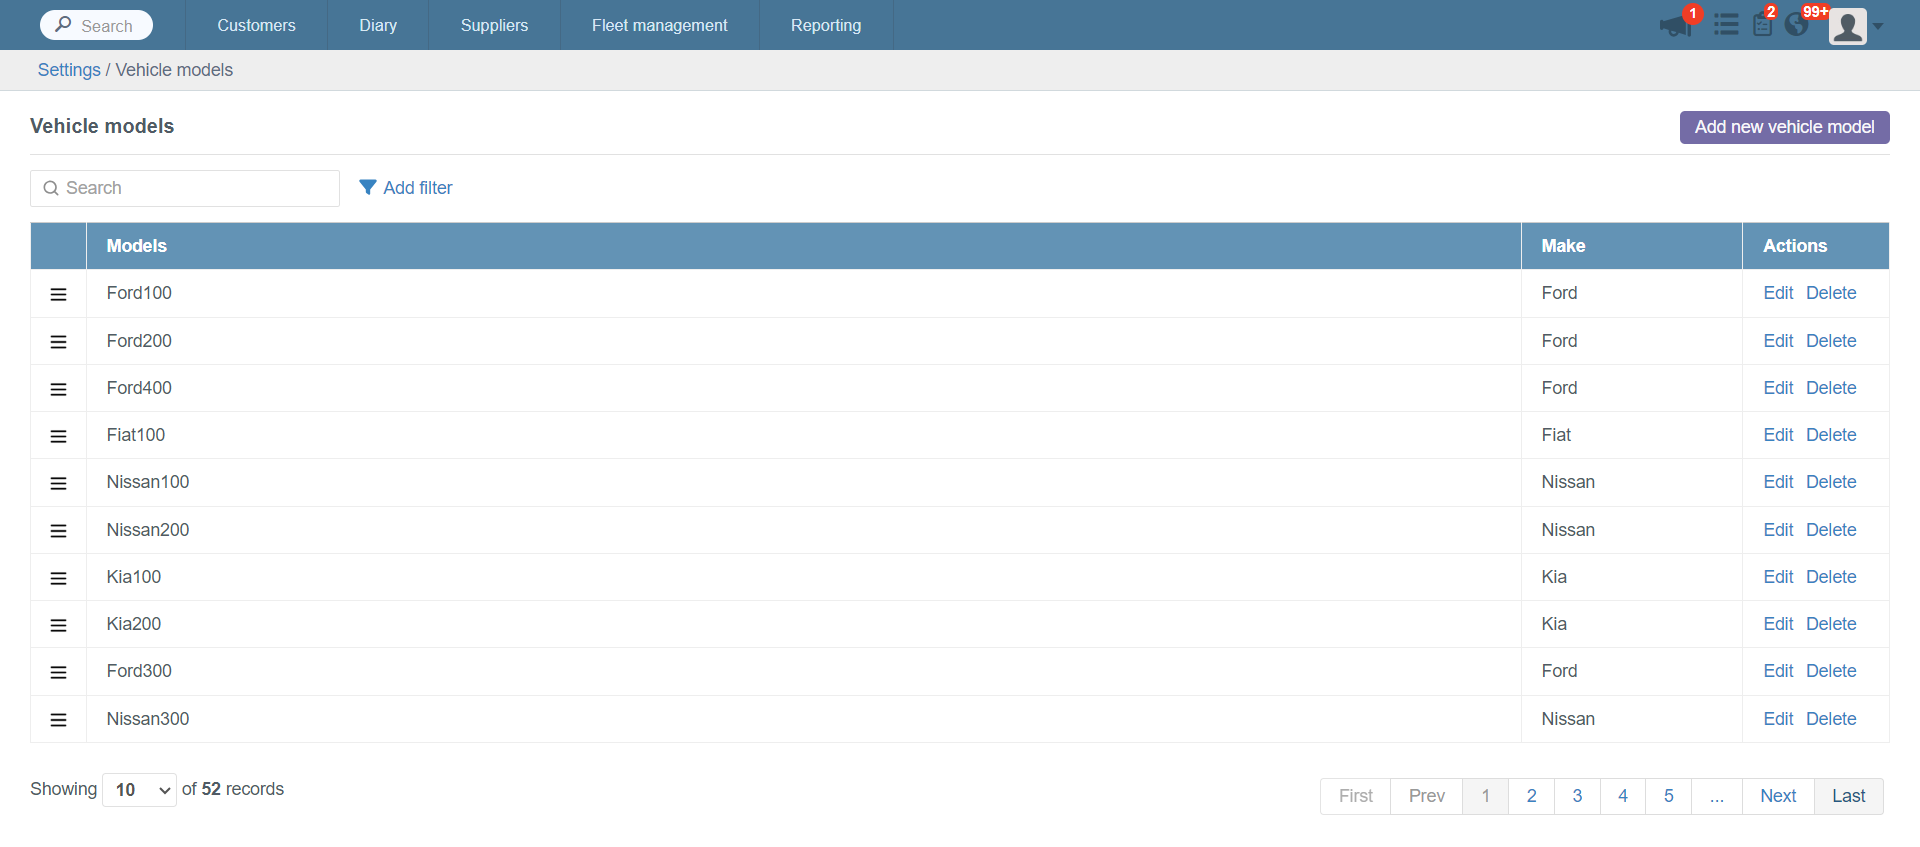 Search Customers Diary Suppliers Fleet management Reporting 1 2 99+
Settings / Vehicle models
Vehicle models Add new vehicle model
Search Add filter
Models Make Actions
Ford100 Ford Edit Delete
Ford200 Ford Edit Delete
Ford400 Ford Edit Delete
Fiat100 Fiat Edit Delete
Nissan100 Nissan Edit Delete
Nissan200 Nissan Edit Delete
Kia100 Kia Edit Delete
Kia200 Kia Edit Delete
Ford300 Ford Edit Delete
Nissan300 Nissan Edit Delete
Showing 10 of 52 records First Prev 1 2 3 4 5 ... Next Last